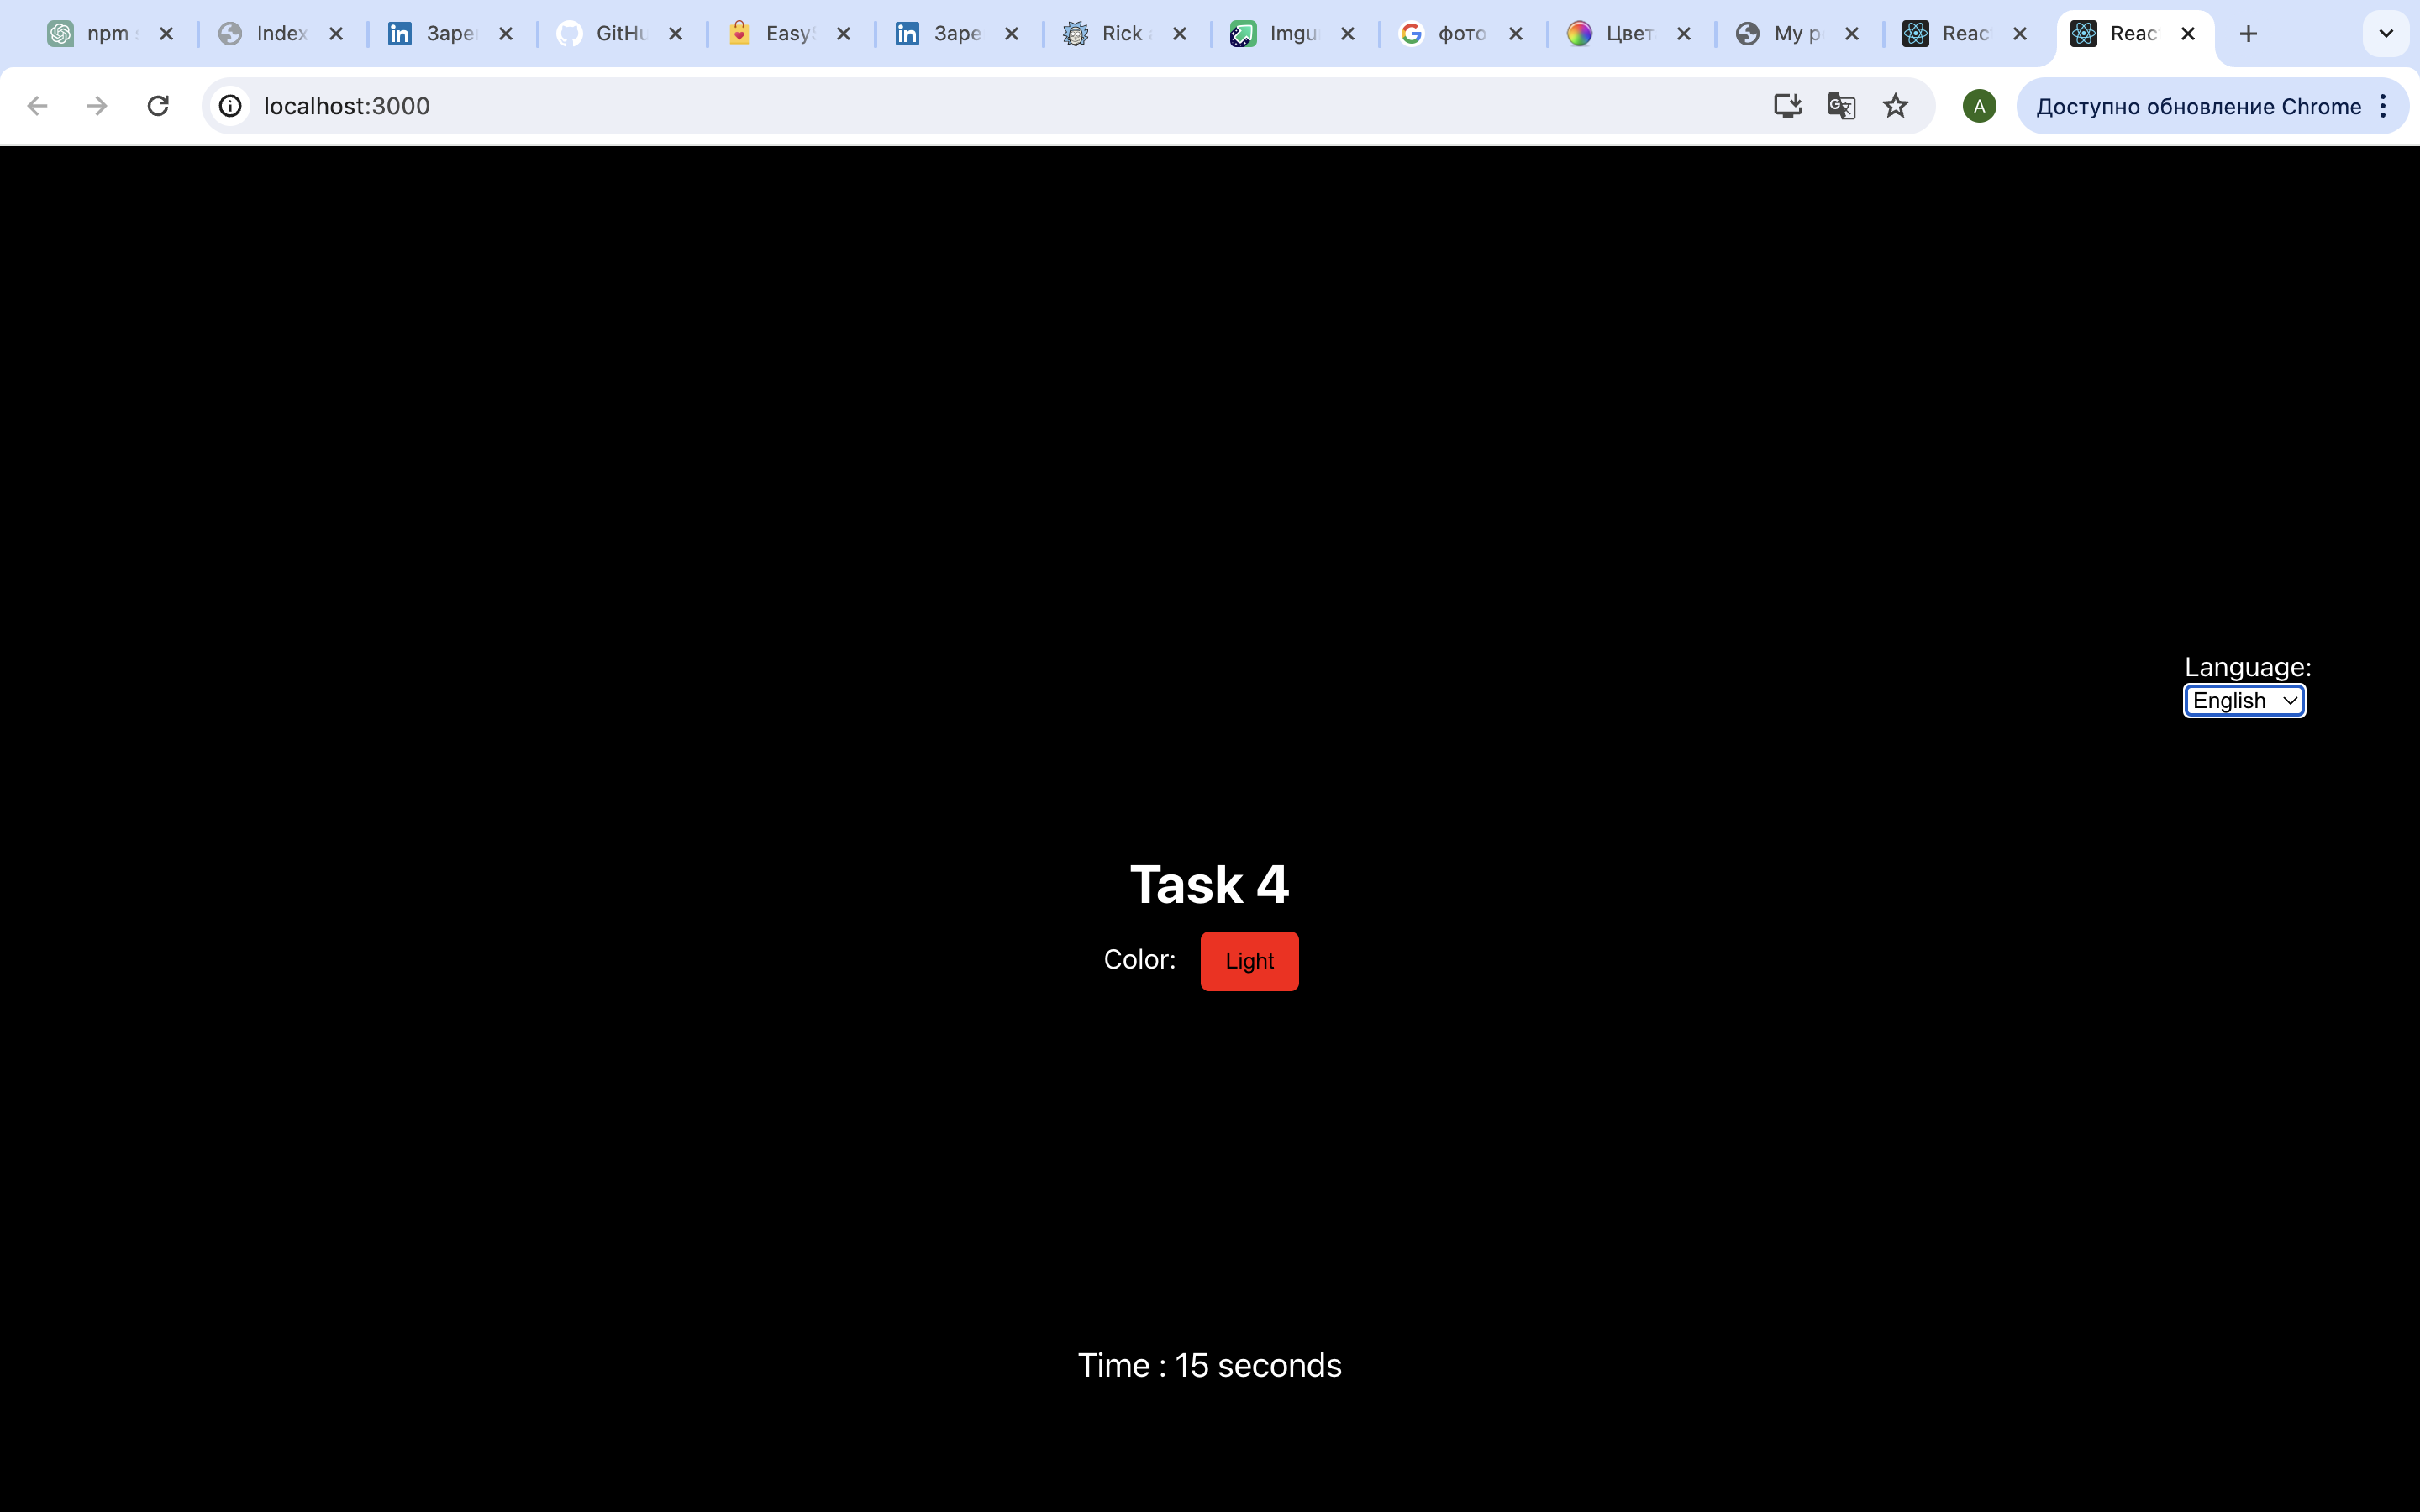 npm
Index
Заре
GitHu
Easy
Заре
Rick
Imgu
фото
Цвет
My p
Reac
Reac
localhost:3000
A
Доступно обновление Chrome
Language:
English
Task 4
Color: Light
Time : 15 seconds